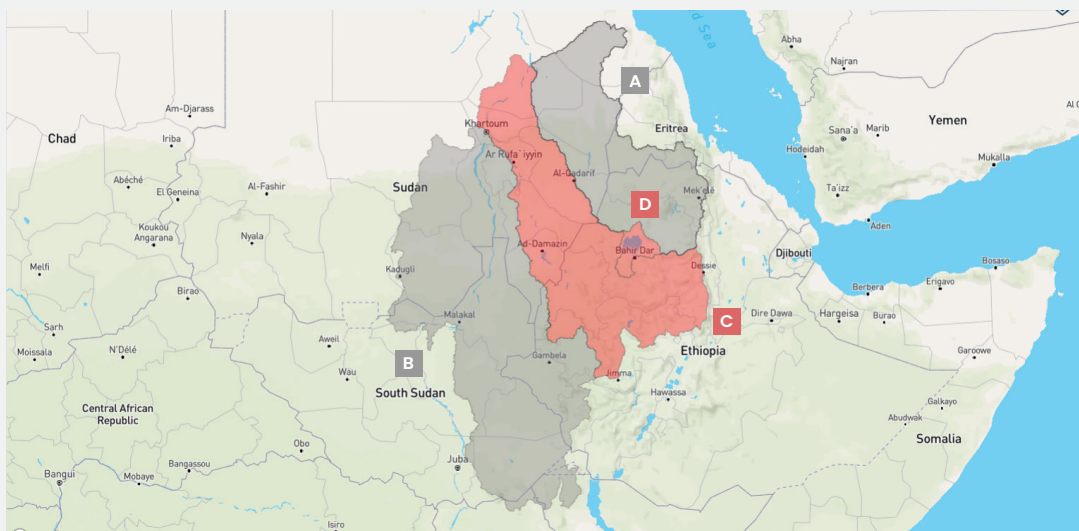 Red Sea
Abha
Najran
Am-Djarass
Chad
Iriba
Khartoum
A
Eritrea
Yemen
Sana'a
Marib
Hodeidah
Ar Rufa`iyyin
Mukalla
Abéché
El Geneina
Al-Fashir
Sudan
Al-Qadarif
Mek'elē
Ta'izz
D
Koukou
Angarana
Nyala
Aden
Ad-Damazin
Bahir Dar
Djibouti
Melfi
Kadugli
Dessie
Bosaso
Birao
Berbera
Erigavo
Malakal
C
Dire Dawa
Hargeisa
Burao
Sarh
Aweil
Moissala
N'Délé
Gambela
Ethiopia
Garoowe
B
Wau
Jimma
South Sudan
Hawassa
Central African
Republic
Galkayo
Abudwak
Somalia
Obo
Juba
Bangassou
Bangui
Mobaye
Isiro